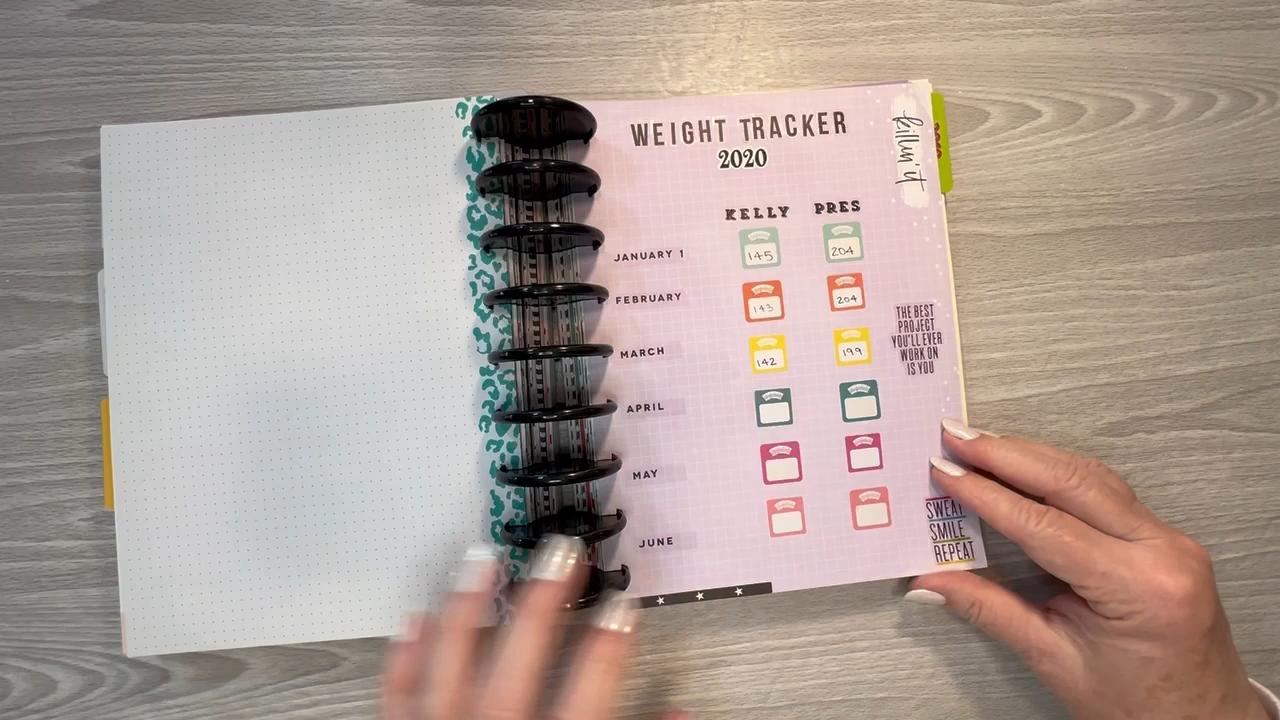 WEIGHT TRACKER
2020
killin' it
KELLY PRES
JANUARY 1 145 204
FEBRUARY 143 204
MARCH 142 199
APRIL
MAY
JUNE
THE BEST
PROJECT
YOU'LL EVER
WORK ON
IS YOU
SWEAT
SMILE
REPEAT